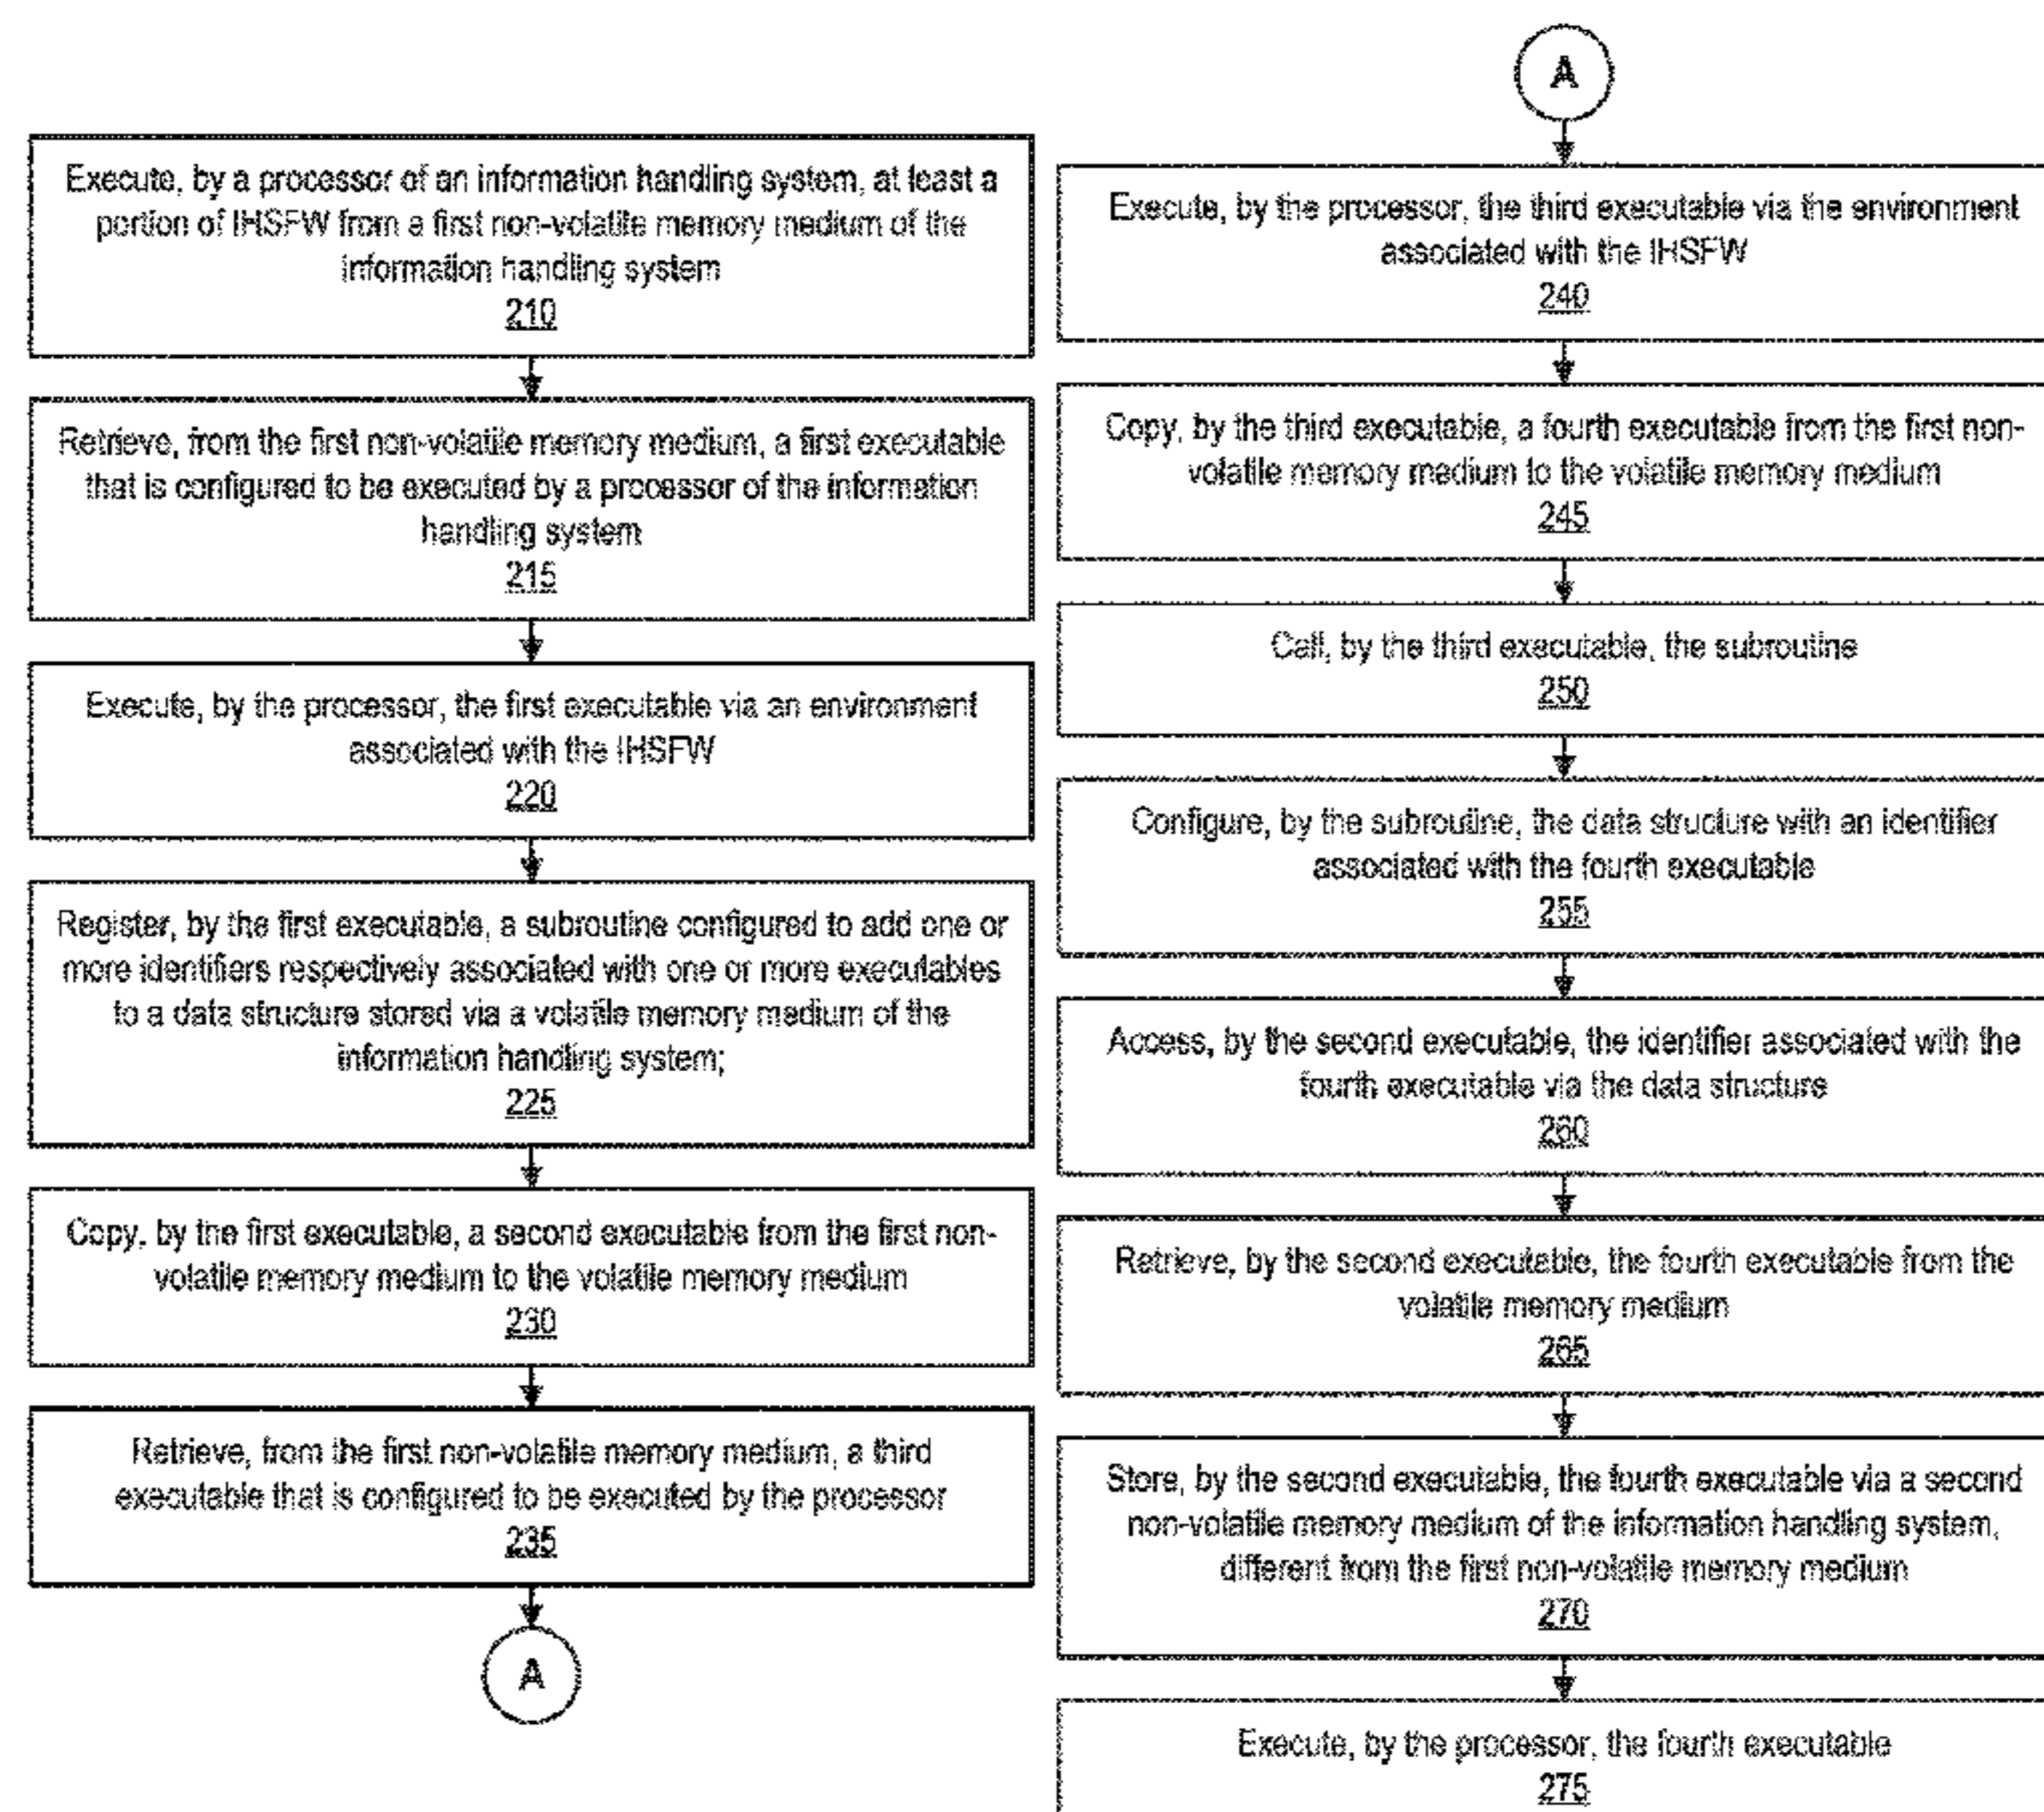 Execute, by a processor of an information handling system, at least a
portion of IHSFW from a first non-volatile memory medium of the
information handling system
210
Retrieve, from the first non-volatile memory medium, a first executable
that is configured to be executed by a processor of the information
handling system
215
Execute, by the processor, the first executable via an environment
associated with the IHSFW
220
Register, by the first executable, a subroutine configured to add one or
more identifiers respectively associated with one or more executables
to a data structure stored via a volatile memory medium of the
information handling system;
225
Copy, by the first executable, a second executable from the first non-
volatile memory medium to the volatile memory medium
230
Retrieve, from the first non-volatile memory medium, a third
executable that is configured to be executed by the processor
235
A
A
Execute, by the processor, the third executable via the environment
associated with the IHSFW
240
Copy, by the third executable, a fourth executable from the first non-
volatile memory medium to the volatile memory medium
245
Call, by the third executable, the subroutine
250
Configure, by the subroutine, the data structure with an identifier
associated with the fourth executable
255
Access, by the second executable, the identifier associated with the
fourth executable via the data structure
260
Retrieve, by the second executable, the fourth executable from the
volatile memory medium
265
Store, by the second executable, the fourth executable via a second
non-volatile memory medium of the information handling system,
different from the first non-volatile memory medium
270
Execute, by the processor, the fourth executable
275